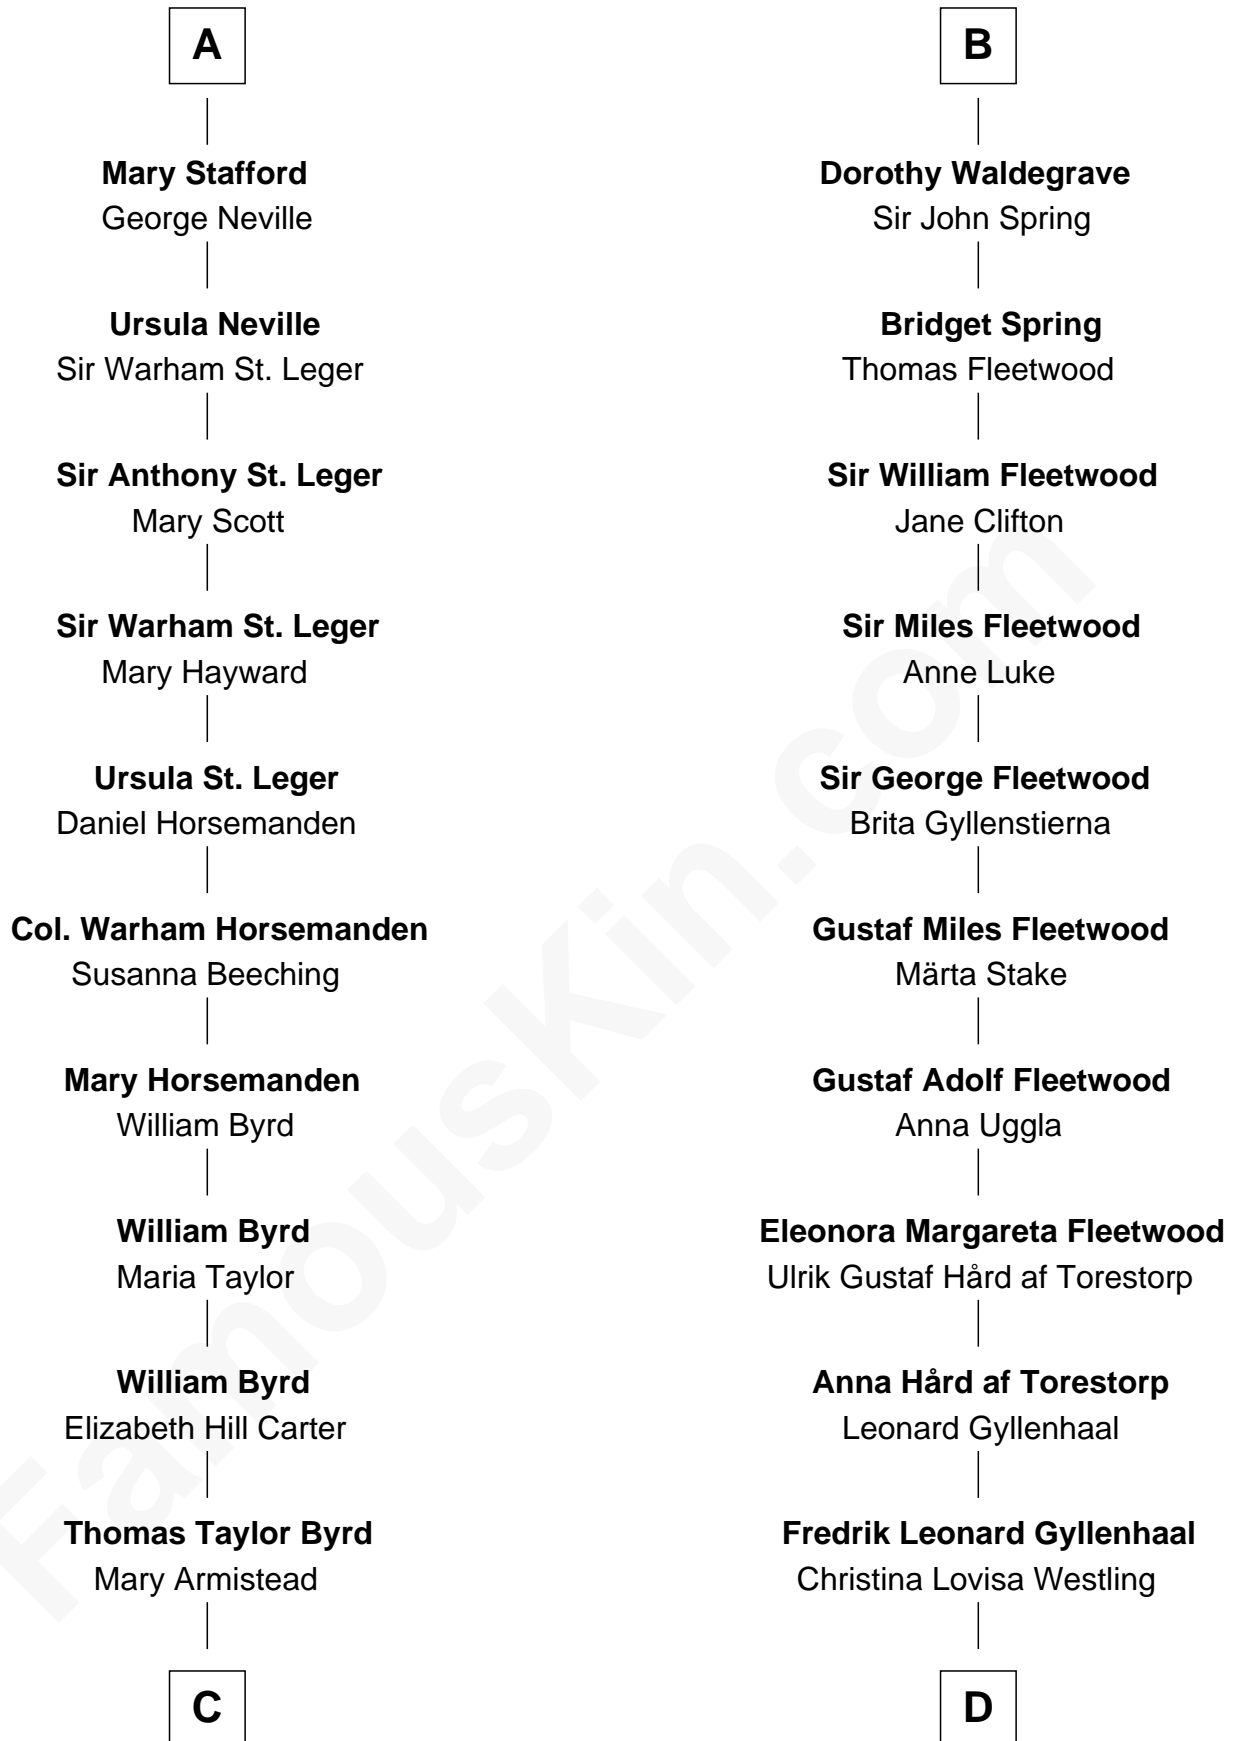 A
Mary Stafford
George Neville
Ursula Neville
Sir Warham St. Leger
Sir Anthony St. Leger
Mary Scott
Sir Warham St. Leger
Mary Hayward
Ursula St. Leger
Daniel Horsemanden
Col. Warham Horsemanden
Susanna Beeching
Mary Horsemanden
William Byrd
William Byrd
Maria Taylor
William Byrd
Elizabeth Hill Carter
Thomas Taylor Byrd
Mary Armistead
C
B
Dorothy Waldegrave
Sir John Spring
Bridget Spring
Thomas Fleetwood
Sir William Fleetwood
Jane Clifton
Sir Miles Fleetwood
Anne Luke
Sir George Fleetwood
Brita Gyllenstierna
Gustaf Miles Fleetwood
Märta Stake
Gustaf Adolf Fleetwood
Anna Uggla
Eleonora Margareta Fleetwood
Ulrik Gustaf Hård af Torestorp
Anna Hård af Torestorp
Leonard Gyllenhaal
Fredrik Leonard Gyllenhaal
Christina Lovisa Westling
D
FamousKin.com